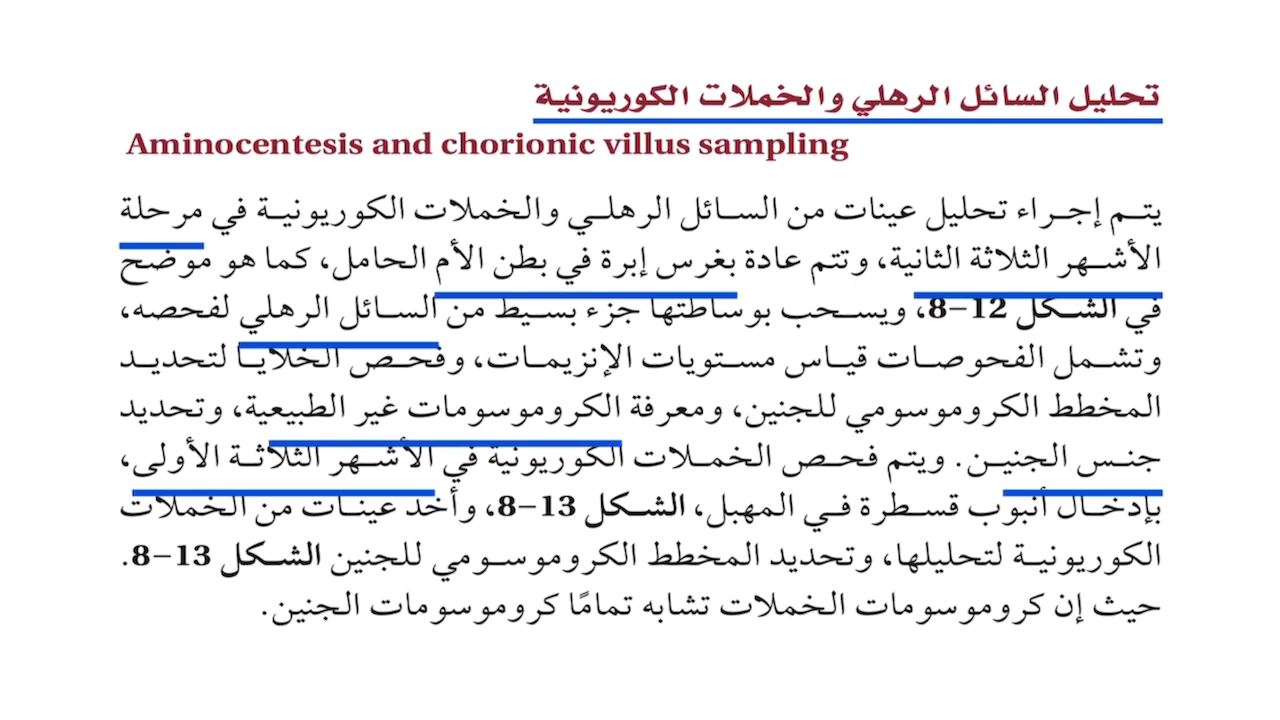 تحليل السائل الرهلي والخملات الكوريونية
Aminocentesis and chorionic villus sampling
يتم إجراء تحليل عينات من السائل الرهلي والخملات الكوريونية في مرحلة
الأشهر الثلاثة الثانية، وتتم عادة بغرس إبرة في بطن الأم الحامل، كما هو موضح
في الشكل 12–8، ويسحب بوساطتها جزء بسيط من السائل الرهلي لفحصه،
وتشمل الفحوصات قياس مستويات الإنزيمات، وفحص الخلايا لتحديد
المخطط الكروموسومي للجنين، ومعرفة الكروموسومات غير الطبيعية، وتحديد
جنس الجنين. ويتم فحص الخملات الكوريونية في الأشهر الثلاثة الأولى،
بإدخال أنبوب قسطرة في المهبل، الشكل 13–8، وأخذ عينات من الخملات
الكوريونية لتحليلها، وتحديد المخطط الكروموسومي للجنين الشكل 13–8.
حيث إن كروموسومات الخملات تشابه تمامًا كروموسومات الجنين.